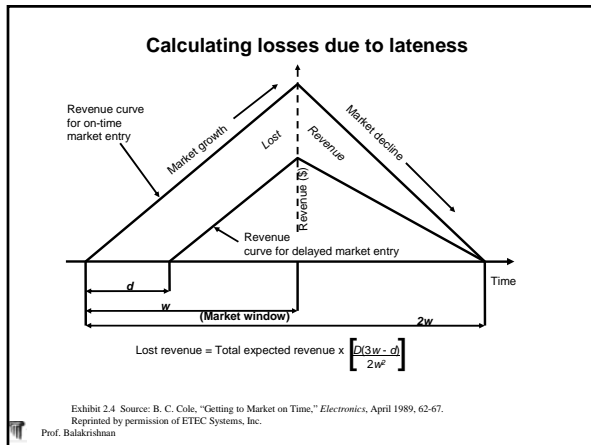 Calculating losses due to lateness
Revenue curve
for on-time
market entry
Market growth
Lost
Revenue
Market decline
Revenue ($)
Revenue
curve for delayed market entry
Time
d
w
(Market window)
2w
Lost revenue = Total expected revenue x [D(3w - d)
2w²]
Exhibit 2.4 Source: B. C. Cole, “Getting to Market on Time,” Electronics, April 1989, 62-67.
Reprinted by permission of ETEC Systems, Inc.
Prof. Balakrishnan